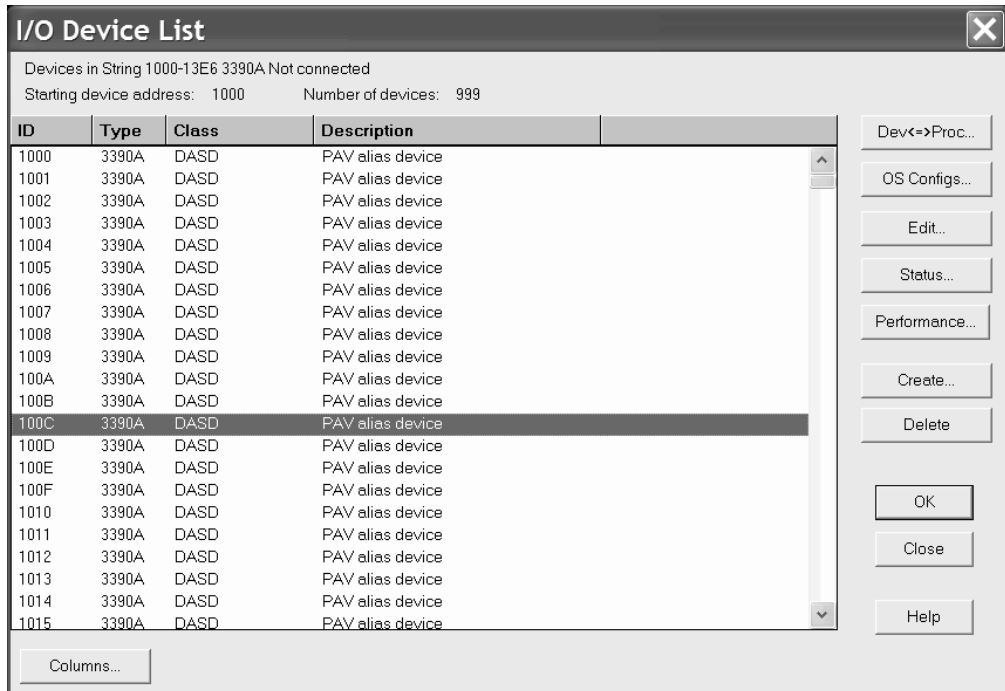 I/O Device List
Devices in String 1000-13E6 3390A Not connected
Starting device address: 1000 Number of devices: 999
ID Type Class Description
1000 3390A DASD PAV alias device
1001 3390A DASD PAV alias device
1002 3390A DASD PAV alias device
1003 3390A DASD PAV alias device
1004 3390A DASD PAV alias device
1005 3390A DASD PAV alias device
1006 3390A DASD PAV alias device
1007 3390A DASD PAV alias device
1008 3390A DASD PAV alias device
1009 3390A DASD PAV alias device
100A 3390A DASD PAV alias device
100B 3390A DASD PAV alias device
100C 3390A DASD PAV alias device
100D 3390A DASD PAV alias device
100E 3390A DASD PAV alias device
100F 3390A DASD PAV alias device
1010 3390A DASD PAV alias device
1011 3390A DASD PAV alias device
1012 3390A DASD PAV alias device
1013 3390A DASD PAV alias device
1014 3390A DASD PAV alias device
1015 3390A DASD PAV alias device
Dev<=>Proc...
OS Configs...
Edit...
Status...
Performance...
Create...
Delete
OK
Close
Help
Columns...